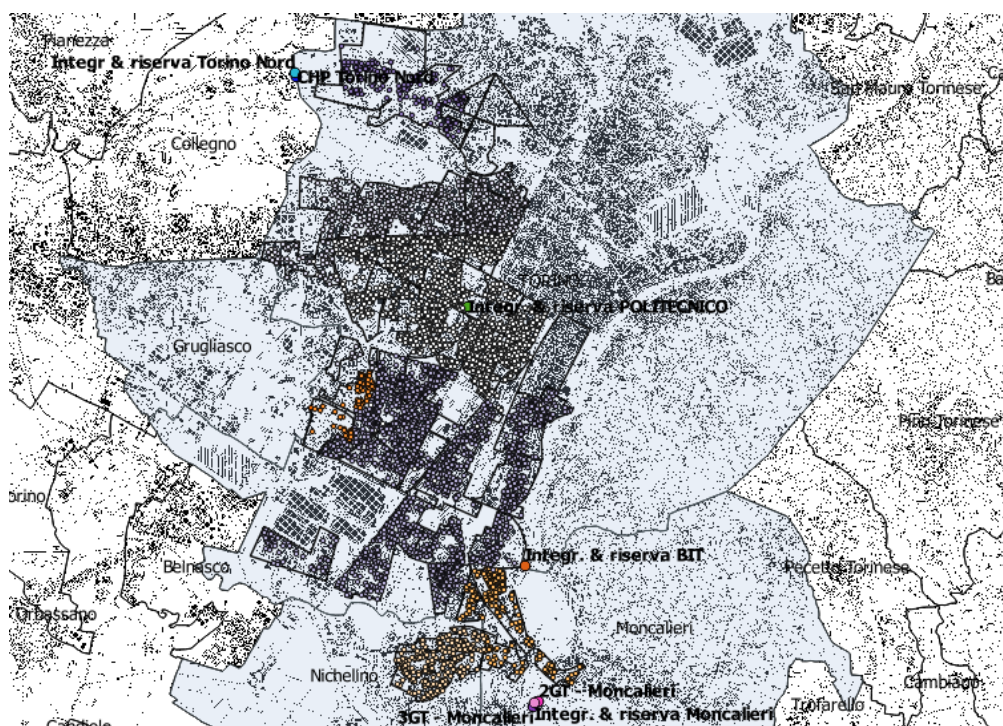 Pianezza
Integr & riserva Torino Nord
CHP Torino Nord
San Mauro Torinese
Collegno
TORINO
Integr. & riserva POLITECNICO
Grugliasco
Pino Torinese
Integr. & riserva BIT
Beinasco
Pecetto Torinese
Orbassano
Moncalieri
Nichelino
Cambiano
2GT - Moncalieri
Trofarello
3GT - Moncalieri
Integr. & riserva Moncalieri